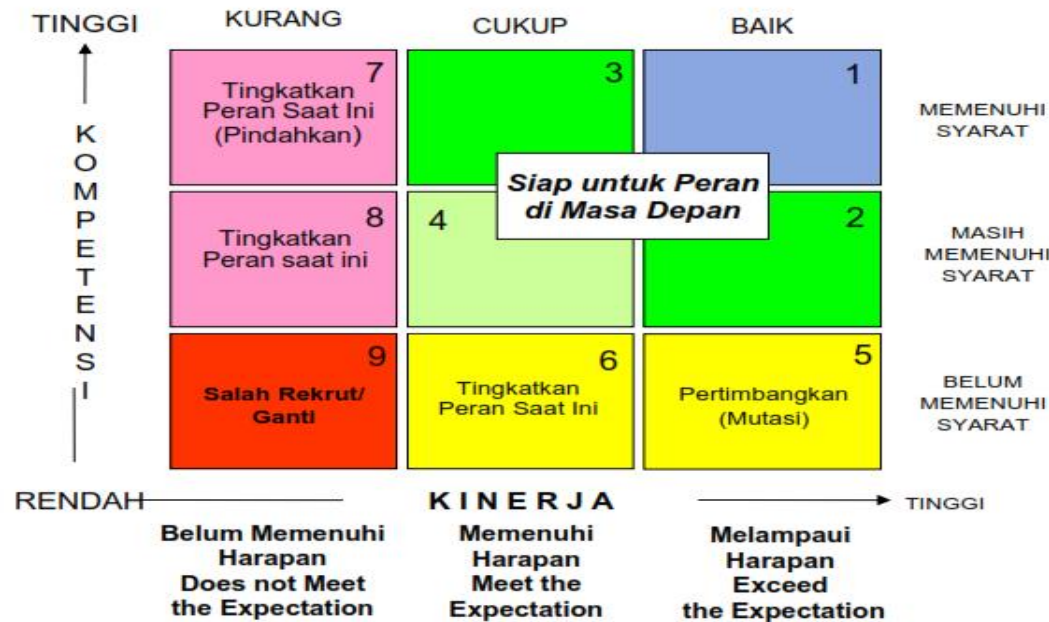 TINGGI
KURANG
CUKUP
BAIK
7
Tingkatkan
Peran Saat Ini
(Pindahkan)
3
1
MEMENUHI
SYARAT
Siap untuk Peran
di Masa Depan
8
Tingkatkan
Peran saat ini
4
2
MASIH
MEMENUHI
SYARAT
9
Salah Rekrut/
Ganti
6
Tingkatkan
Peran Saat Ini
5
Pertimbangkan
(Mutasi)
BELUM
MEMENUHI
SYARAT
K
O
M
P
E
T
E
N
S
I
RENDAH
KINERJA
TINGGI
Belum Memenuhi
Harapan
Does not Meet
the Expectation
Memenuhi
Harapan
Meet the
Expectation
Melampaui
Harapan
Exceed
the Expectation